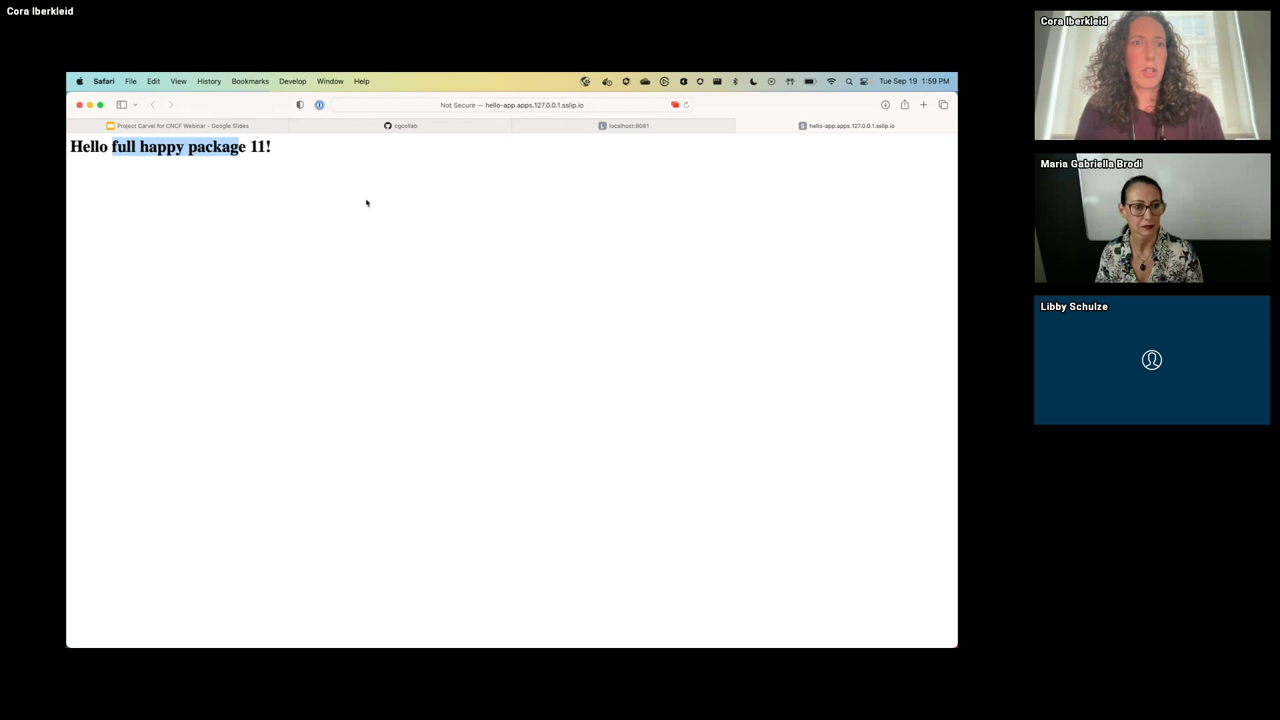 Cora Iberkleid
Safari File Edit View History Bookmarks Develop Window Help Tue Sep 19 1:59 PM
Not Secure — hello-app.apps.127.0.0.1.sslip.io
Project Carvel for CNCF Webinar - Google Slides
ogcollab
L localhost:8081
S hello-app.apps.127.0.0.1.sslip.io
Hello full happy package 11!
Cora Iberkleid
Maria Gabriella Brodi
Libby Schulze